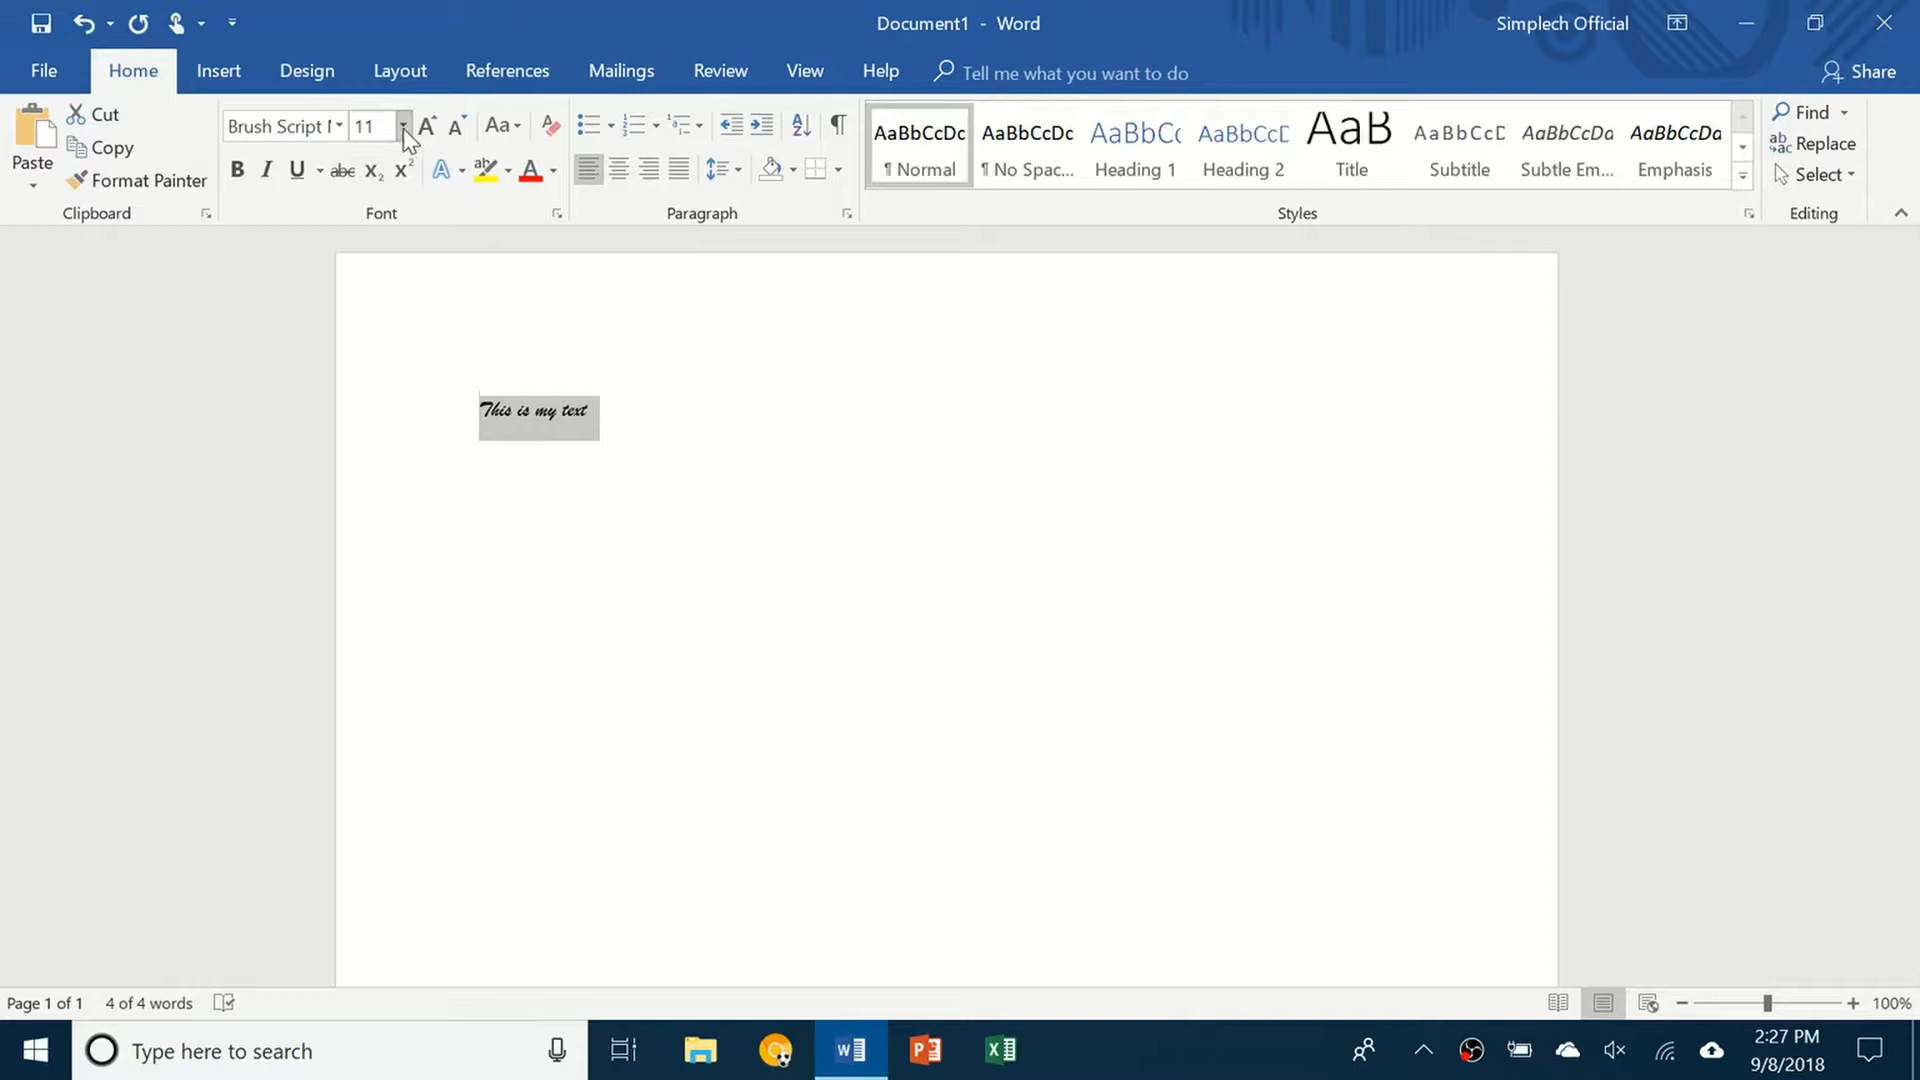 Document1 - Word
Simplech Official
File Home Insert Design Layout References Mailings Review View Help Tell me what you want to do Share
Paste
Cut
Copy
Format Painter
Clipboard
Brush Script M 11
Aa
B I U abc X₂ X²
Font
Paragraph
AaBbCcDc AaBbCcDc AaBbCc AaBbCcD AaB AaBbCcD AaBbCcDa AaBbCcDa
¶ Normal ¶ No Spac... Heading 1 Heading 2 Title Subtitle Subtle Em... Emphasis
Styles
Find
Replace
Select
Editing
This is my text
Page 1 of 1 4 of 4 words 100%
Type here to search
2:27 PM
9/8/2018